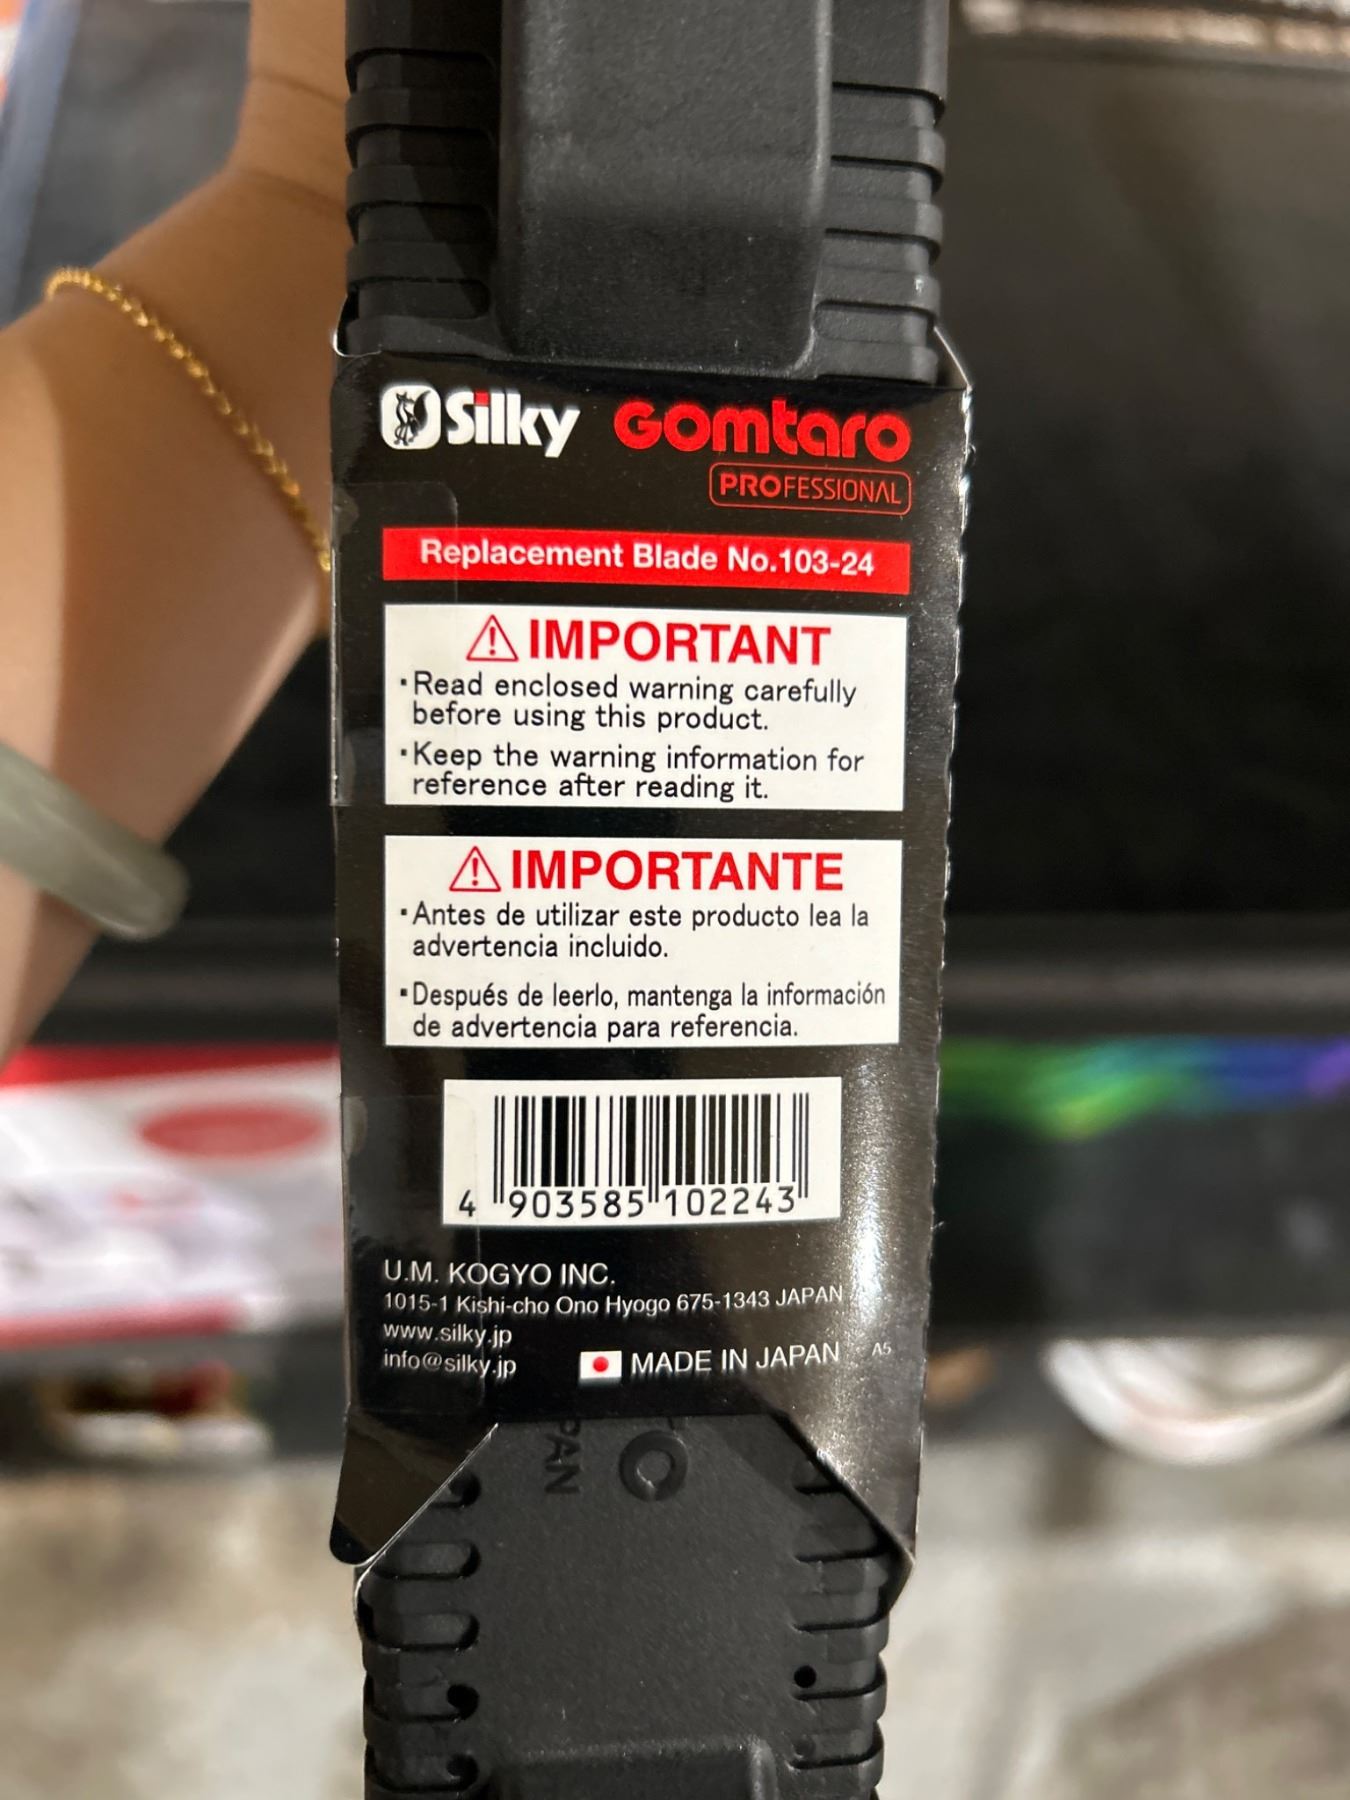 Silky GOMTARO
PROFESSIONAL
Replacement Blade No.103-24
IMPORTANT
・Read enclosed warning carefully
before using this product.
・Keep the warning information for
reference after reading it.
IMPORTANTE
・Antes de utilizar este producto lea la
advertencia incluido.
・Después de leerlo, mantenga la información
de advertencia para referencia.
4 903585 102243
U.M. KOGYO INC.
1015-1 Kishi-cho Ono Hyogo 675-1343 JAPAN
www.silky.jp
info@silky.jp
MADE IN JAPAN A5